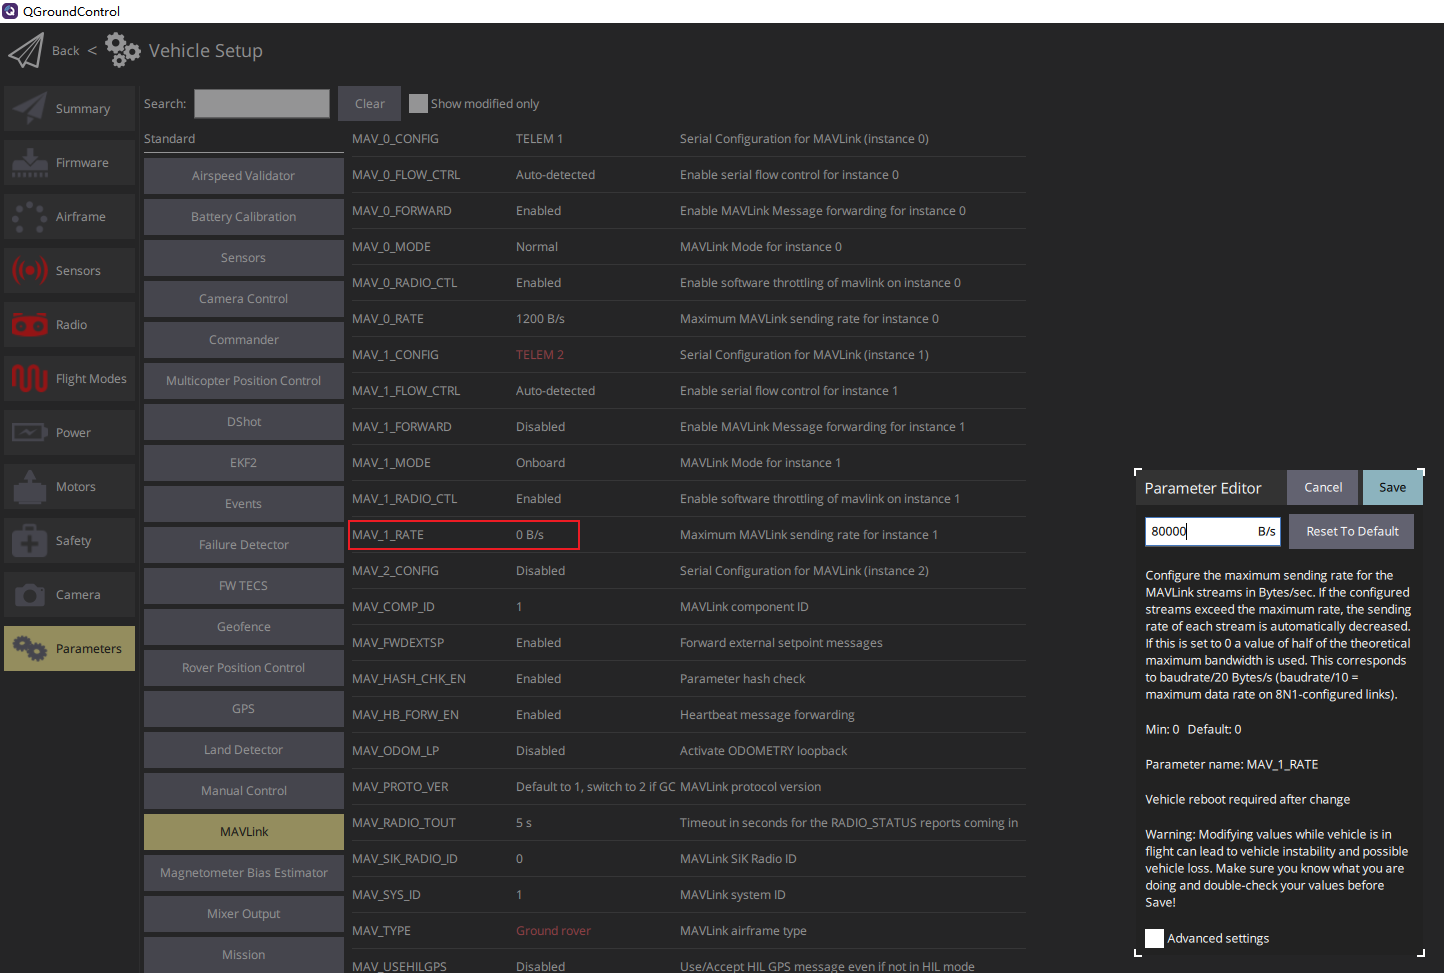 QGroundControl
Back < Vehicle Setup
Search: Clear Show modified only
Summary
Firmware
Airframe
Sensors
Radio
Flight Modes
Power
Motors
Safety
Camera
Parameters
Standard
Airspeed Validator
Battery Calibration
Sensors
Camera Control
Commander
Multicopter Position Control
DShot
EKF2
Events
Failure Detector
FW TECS
Geofence
Rover Position Control
GPS
Land Detector
Manual Control
MAVLink
Magnetometer Bias Estimator
Mixer Output
Mission
MAV_0_CONFIG TELEM 1 Serial Configuration for MAVLink (instance 0)
MAV_0_FLOW_CTRL Auto-detected Enable serial flow control for instance 0
MAV_0_FORWARD Enabled Enable MAVLink Message forwarding for instance 0
MAV_0_MODE Normal MAVLink Mode for instance 0
MAV_0_RADIO_CTL Enabled Enable software throttling of mavlink on instance 0
MAV_0_RATE 1200 B/s Maximum MAVLink sending rate for instance 0
MAV_1_CONFIG TELEM 2 Serial Configuration for MAVLink (instance 1)
MAV_1_FLOW_CTRL Auto-detected Enable serial flow control for instance 1
MAV_1_FORWARD Disabled Enable MAVLink Message forwarding for instance 1
MAV_1_MODE Onboard MAVLink Mode for instance 1
MAV_1_RADIO_CTL Enabled Enable software throttling of mavlink on instance 1
MAV_1_RATE 0 B/s Maximum MAVLink sending rate for instance 1
MAV_2_CONFIG Disabled Serial Configuration for MAVLink (instance 2)
MAV_COMP_ID 1 MAVLink component ID
MAV_FWDEXTSP Enabled Forward external setpoint messages
MAV_HASH_CHK_EN Enabled Parameter hash check
MAV_HB_FORW_EN Enabled Heartbeat message forwarding
MAV_ODOM_LP Disabled Activate ODOMETRY loopback
MAV_PROTO_VER Default to 1, switch to 2 if GC MAVLink protocol version
MAV_RADIO_TOUT 5 s Timeout in seconds for the RADIO_STATUS reports coming in
MAV_SIK_RADIO_ID 0 MAVLink SiK Radio ID
MAV_SYS_ID 1 MAVLink system ID
MAV_TYPE Ground rover MAVLink airframe type
MAV_USEHILGPS Disabled Use/Accept HIL GPS message even if not in HIL mode
Parameter Editor Cancel Save
80000 B/s Reset To Default
Configure the maximum sending rate for the
MAVLink streams in Bytes/sec. If the configured
streams exceed the maximum rate, the sending
rate of each stream is automatically decreased.
If this is set to 0 a value of half of the theoretical
maximum bandwidth is used. This corresponds
to baudrate/20 Bytes/s (baudrate/10 =
maximum data rate on 8N1-configured links).
Min: 0 Default: 0
Parameter name: MAV_1_RATE
Vehicle reboot required after change
Warning: Modifying values while vehicle is in
flight can lead to vehicle instability and possible
vehicle loss. Make sure you know what you are
doing and double-check your values before
Save!
Advanced settings